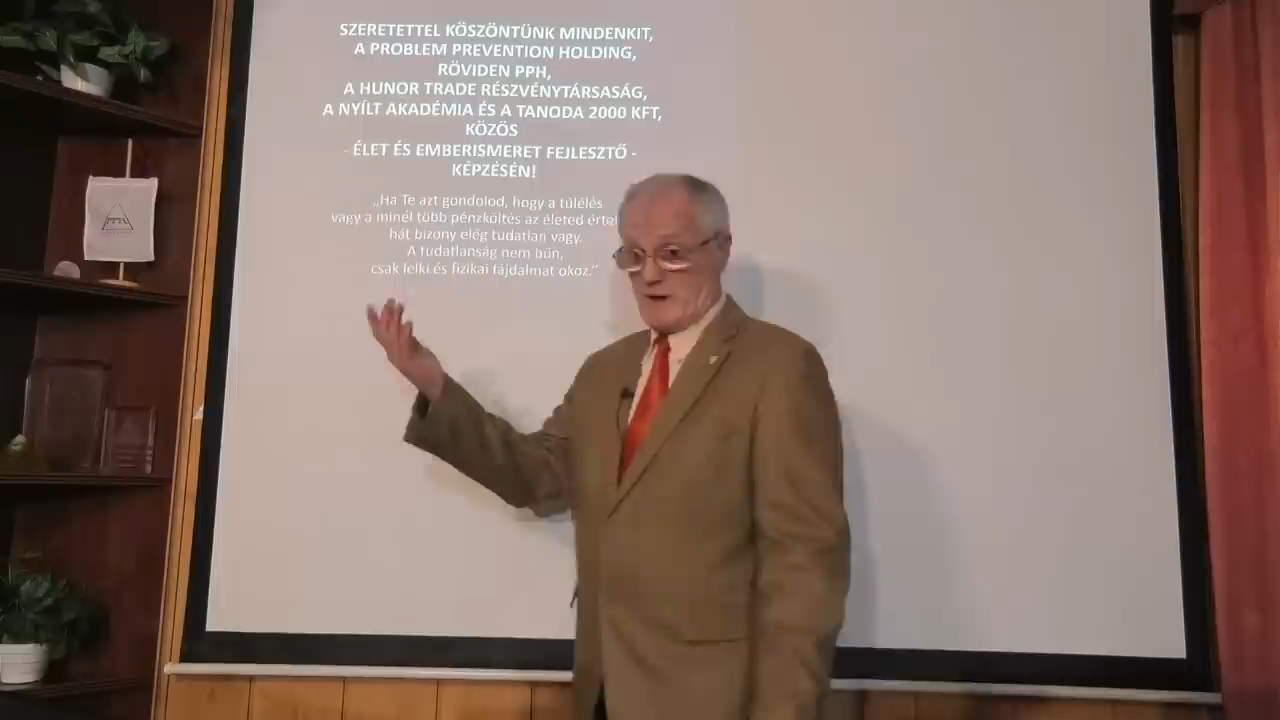 SZERETETTEL KÖSZÖNTÜNK MINDENKIT,
A PROBLEM PREVENTION HOLDING,
RÖVIDEN PPH,
A HUNOR TRADE RÉSZVÉNYTÁRSASÁG,
A NYÍLT AKADÉMIA ÉS A TANODA 2000 KFT,
KÖZÖS
- ÉLET ÉS EMBERISMERET FEJLESZTŐ -
KÉPZÉSÉN!
„Ha Te azt gondolod, hogy a túlélés
vagy a minél több pénzköltés az életed
hát bizony elég tudatlan vagy.
A tudatlanság nem bűn,
csak lelki és fizikai fájdalmat okoz.”